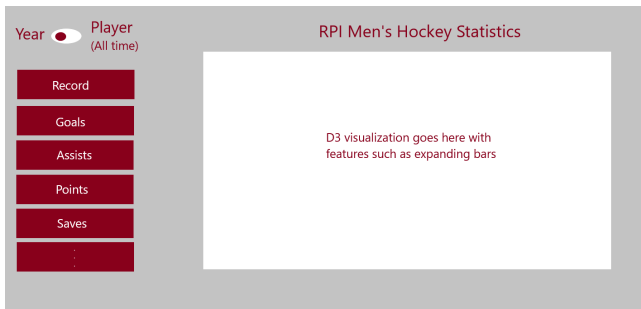 Year
Player
(All time)
RPI Men's Hockey Statistics
Record
Goals
Assists
Points
Saves
.
.
.
D3 visualization goes here with
features such as expanding bars